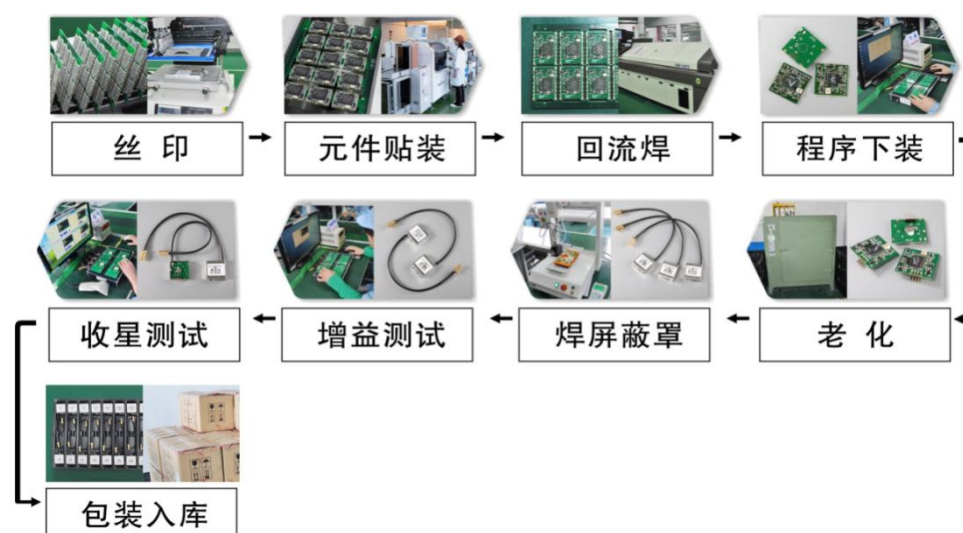 丝印
元件贴装
回流焊
程序下装
老化
焊屏蔽罩
增益测试
收星测试
包装入库